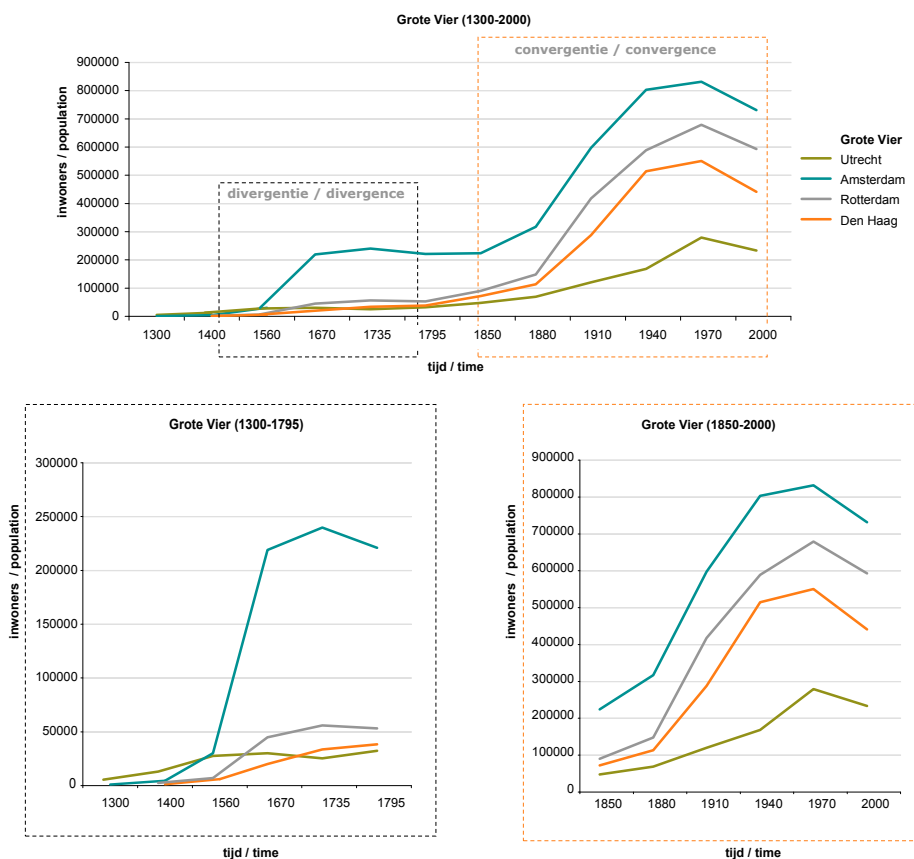 Grote Vier (1300-2000)
convergentie / convergence
divergentie / divergence
inwoners / population
900000
800000
700000
600000
500000
400000
300000
200000
100000
0
1300 1400 1560 1670 1735 1795 1850 1880 1910 1940 1970 2000
tijd / time
Grote Vier
Utrecht
Amsterdam
Rotterdam
Den Haag
Grote Vier (1300-1795)
inwoners / population
300000
250000
200000
150000
100000
50000
0
1300 1400 1560 1670 1735 1795
tijd / time
Grote Vier (1850-2000)
inwoners / population
900000
800000
700000
600000
500000
400000
300000
200000
100000
0
1850 1880 1910 1940 1970 2000
tijd / time